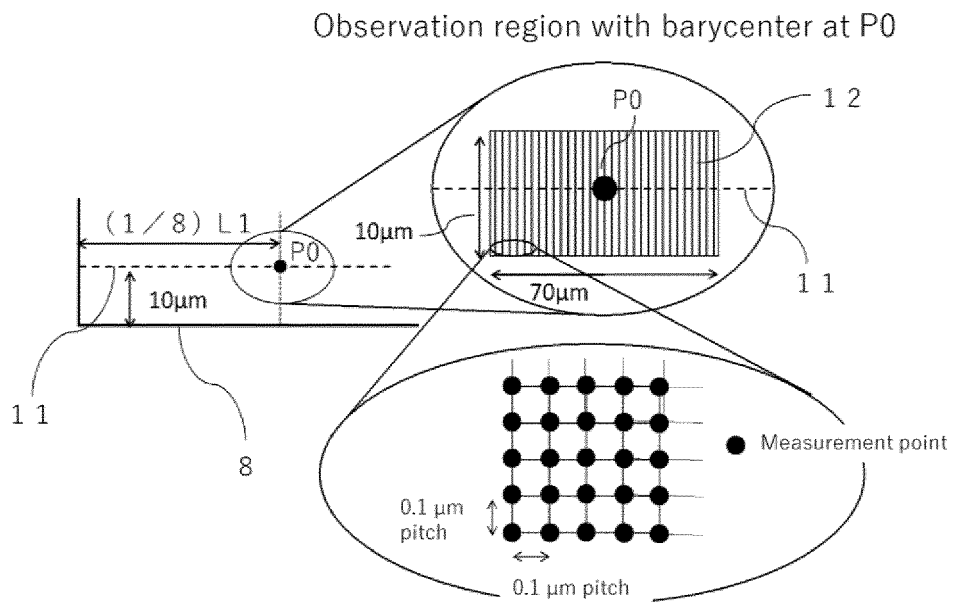 Observation region with barycenter at P0
P0
1 2
(1／8) L1
P0
10μm
10μm
70μm
1 1
1 1
8
Measurement point
0.1 μm
pitch
0.1 μm pitch